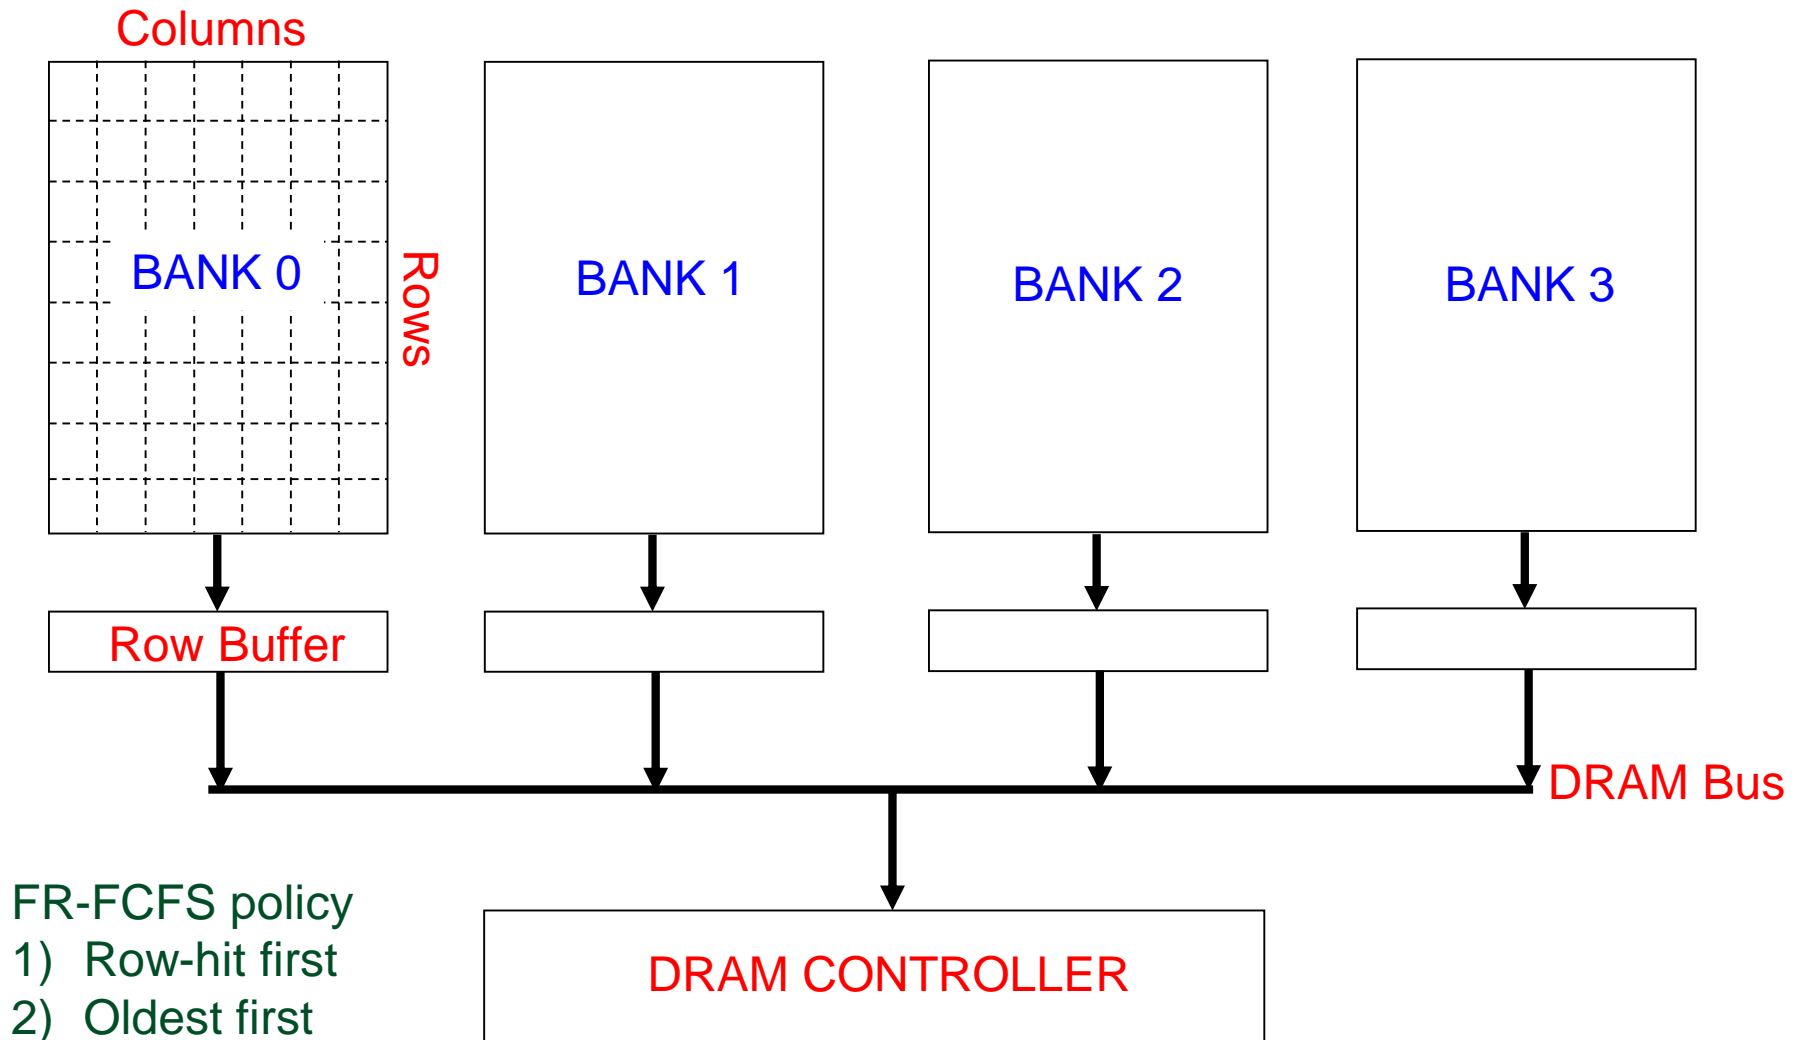 Columns
BANK 0
Rows
BANK 1
BANK 2
BANK 3
Row Buffer
DRAM Bus
FR-FCFS policy
1) Row-hit first
2) Oldest first
DRAM CONTROLLER